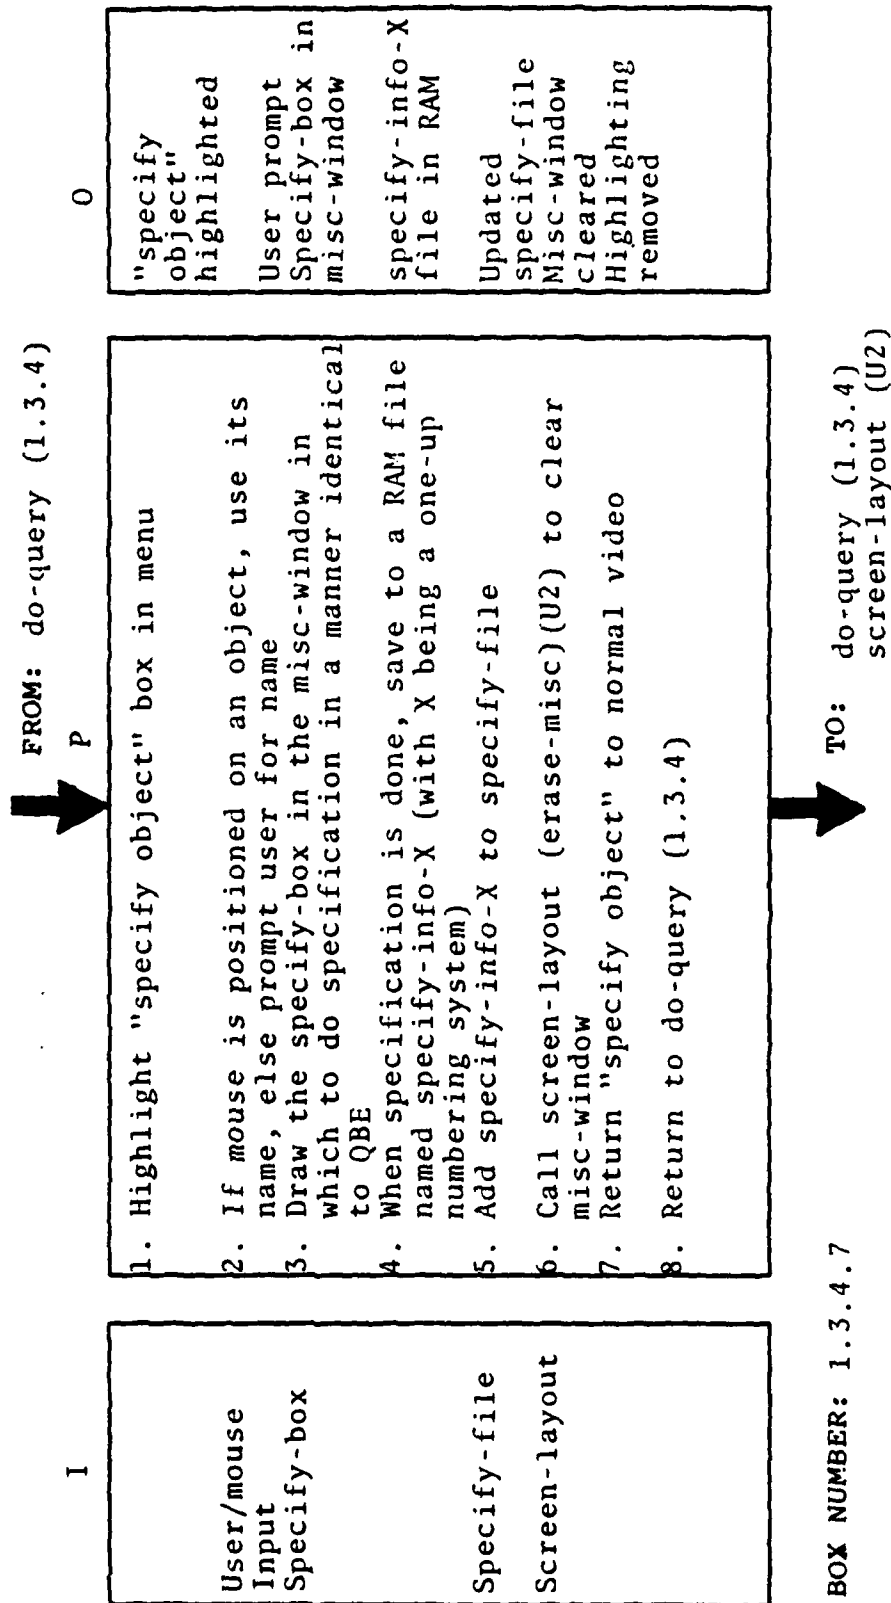 FROM: do-query (1.3.4)
I
P
O
User/mouse
Input
Specify-box
Specify-file
Screen-layout
1. Highlight "specify object" box in menu
2. If mouse is positioned on an object, use its
name, else prompt user for name
3. Draw the specify-box in the misc-window in
which to do specification in a manner identical
to QBE
4. When specification is done, save to a RAM file
named specify-info-X (with X being a one-up
numbering system)
5. Add specify-info-X to specify-file
6. Call screen-layout (erase-misc)(U2) to clear
misc-window
7. Return "specify object" to normal video
8. Return to do-query (1.3.4)
"specify
object"
highlighted
User prompt
Specify-box in
misc-window
specify-info-X
file in RAM
Updated
specify-file
Misc-window
cleared
Highlighting
removed
BOX NUMBER: 1.3.4.7
TO: do-query (1.3.4)
screen-layout (U2)